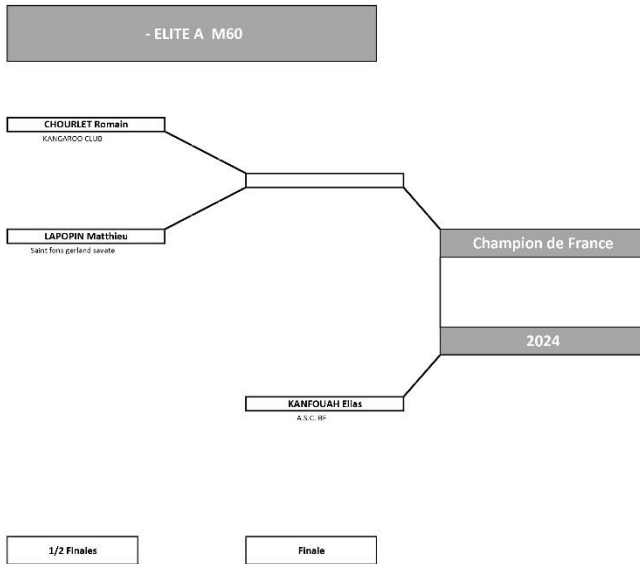 - ELITE A M60
CHOURLET Romain
KANGAROO CLUB
LAPOPIN Matthieu
Saint fons gerland savate
Champion de France
2024
KANFOUAH Elias
A.S.C. BF
1/2 Finales
Finale